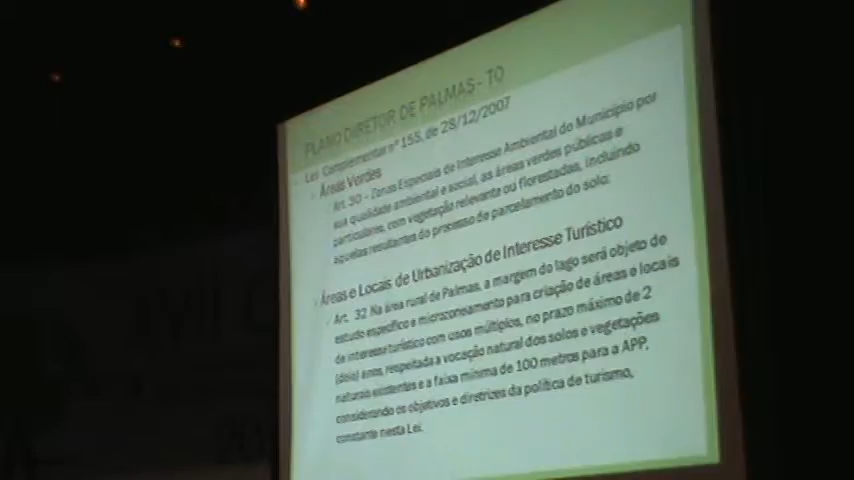 PLANO DIRETOR DE PALMAS - TO
Lei Complementar nº 155, de 28/12/2007
Áreas Verdes
Art. 30 - Zonas Especiais de Interesse Ambiental do Município por
sua qualidade ambiental e social, as áreas verdes públicas e
particulares, com vegetação relevante ou florestadas, incluindo
aquelas resultantes do processo de parcelamento do solo;
Áreas e Locais de Urbanização de Interesse Turístico
Art. 32 Na área rural de Palmas, a margem do lago será objeto de
estudo específico e microzoneamento para criação de áreas e locais
de interesse turístico com usos múltiplos, no prazo máximo de 2
(dois) anos, respeitada a vocação natural dos solos e vegetações
naturais existentes e a faixa mínima de 100 metros para a APP,
considerando os objetivos e diretrizes da política de turismo,
constante nesta Lei.